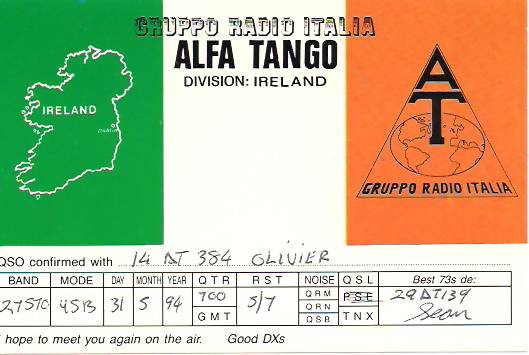 GRUPPO RADIO ITALIA
ALFA TANGO
DIVISION: IRELAND
IRELAND
Dublin
AT
GRUPPO RADIO ITALIA
QSO confirmed with 14 AT 384 OLIVIER
BAND MODE DAY MONTH YEAR QTR RST NOISE QSL Best 73s de:
27570 USB 31 5 94 700 GMT 5/7 QRM QRN QSB PSE TNX 29 AT 139
Sean
I hope to meet you again on the air. Good DXs